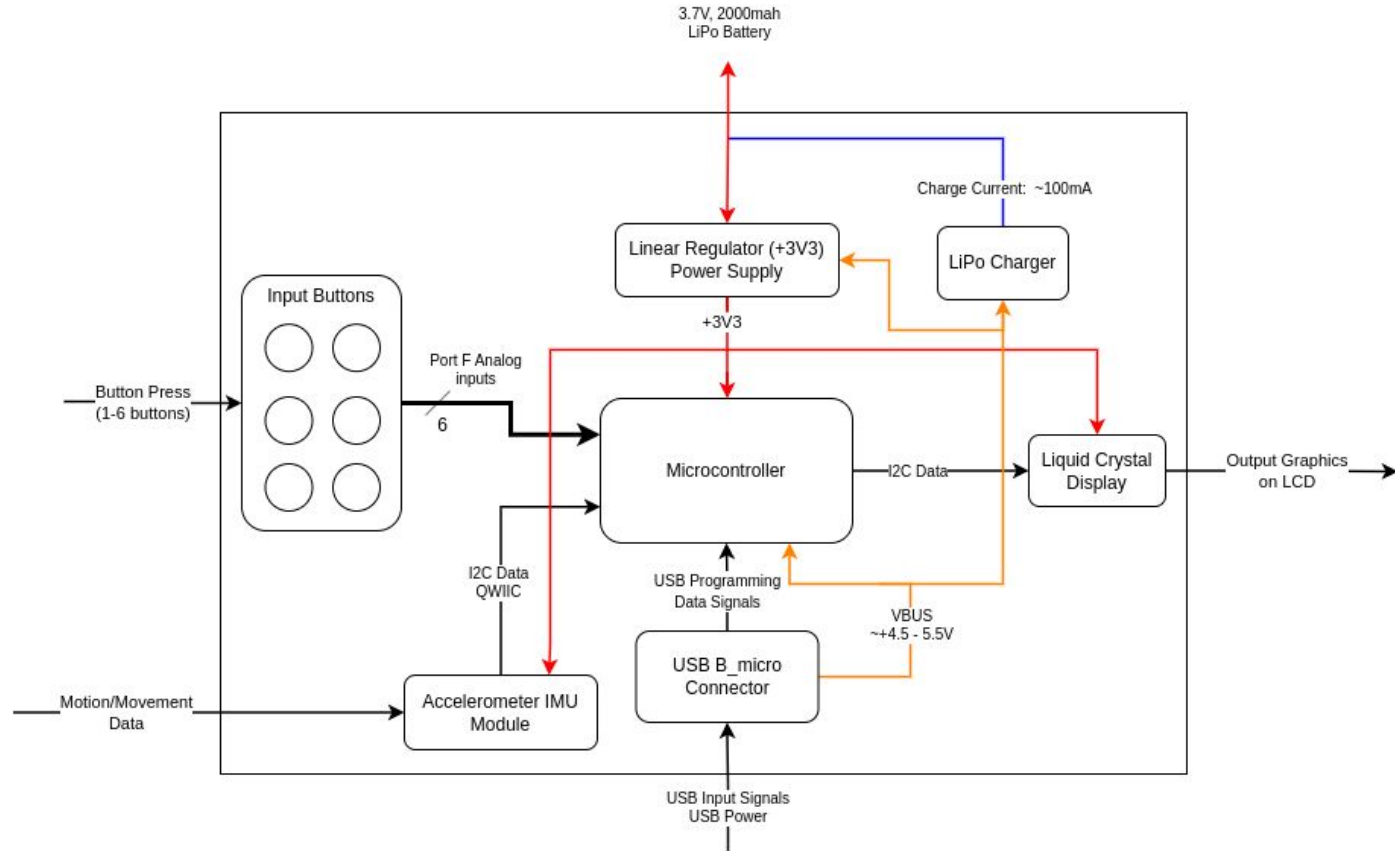 3.7V, 2000mah
LiPo Battery
Charge Current: ~100mA
Linear Regulator (+3V3)
Power Supply
LiPo Charger
Input Buttons
+3V3
Port F Analog
inputs
6
Button Press
(1-6 buttons)
Microcontroller
I2C Data
Liquid Crystal
Display
Output Graphics
on LCD
I2C Data
QWIIC
USB Programming
Data Signals
VBUS
~+4.5 - 5.5V
USB B_micro
Connector
Motion/Movement
Data
Accelerometer IMU
Module
USB Input Signals
USB Power